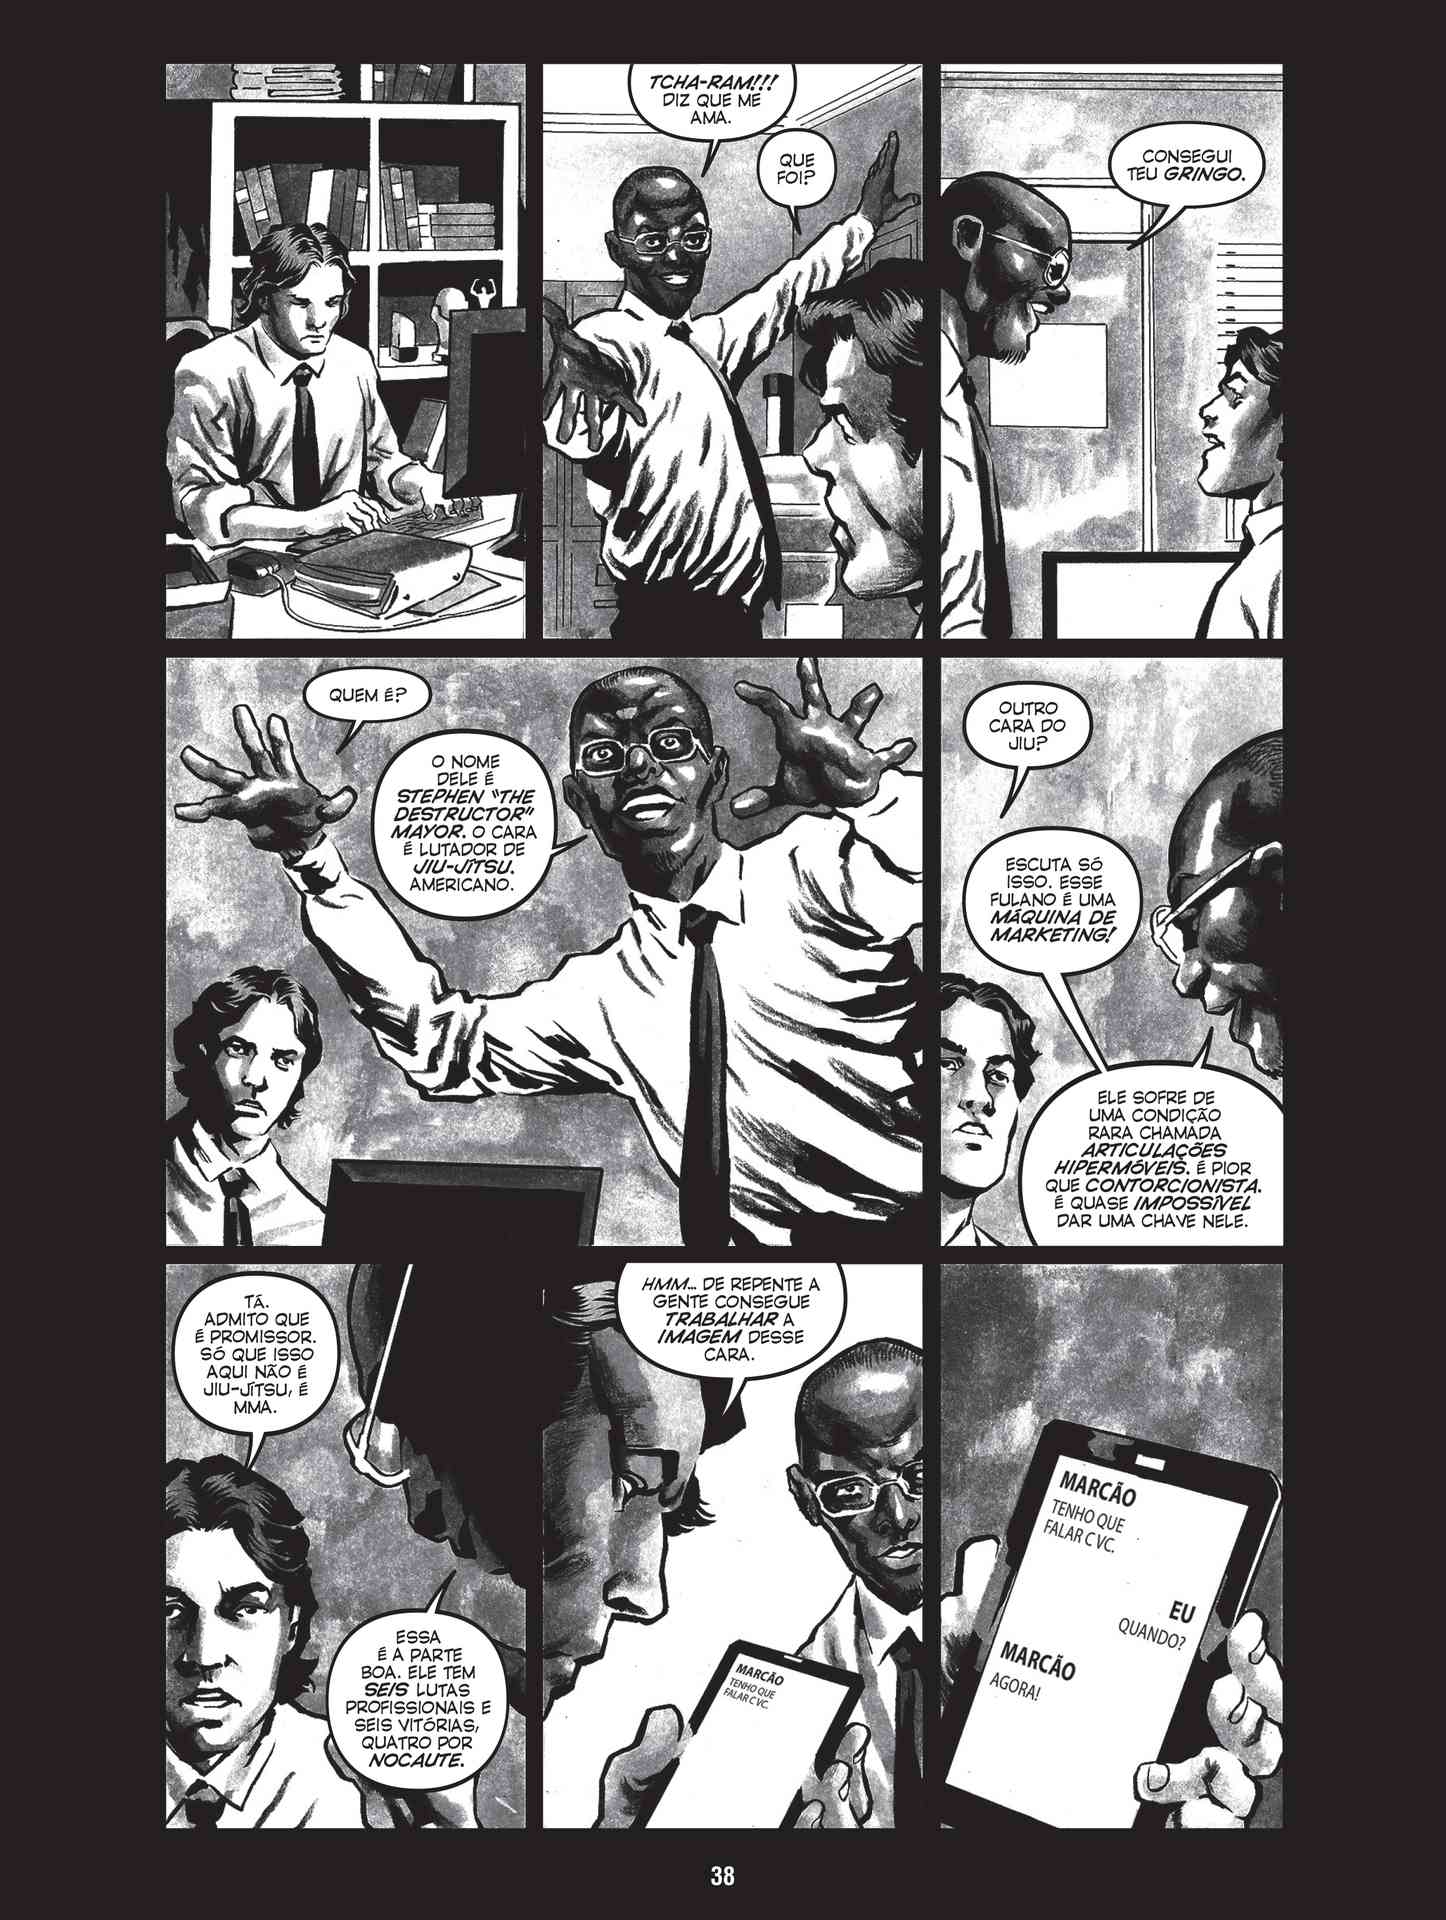 TCHA-RAM!!!
DIZ QUE ME
AMA.
QUE
FOI?
CONSEGUI
TEU GRINGO.
QUEM É?
O NOME
DELE É
STEPHEN "THE
DESTRUCTOR"
MAYOR. O CARA
É LUTADOR DE
JIU-JÍTSU.
AMERICANO.
OUTRO
CARA DO
JIU?
ESCUTA SÓ
ISSO. ESSE
FULANO É UMA
MÁQUINA DE
MARKETING!
ELE SOFRE DE
UMA CONDIÇÃO
RARA CHAMADA
ARTICULAÇÕES
HIPERMÓVEIS. É PIOR
QUE CONTORCIONISTA.
É QUASE IMPOSSÍVEL
DAR UMA CHAVE NELE.
TÁ.
ADMITO QUE
É PROMISSOR.
SÓ QUE ISSO
AQUI NÃO É
JIU-JÍTSU, É
MMA.
ESSA
É A PARTE
BOA. ELE TEM
SEIS LUTAS
PROFISSIONAIS E
SEIS VITÓRIAS,
QUATRO POR
NOCAUTE.
HMM... DE REPENTE A
GENTE CONSEGUE
TRABALHAR A
IMAGEM DESSE
CARA.
MARCÃO
TENHO QUE
FALAR C VC.
MARCÃO
TENHO QUE
FALAR C VC.
EU
QUANDO?
MARCÃO
AGORA!
38